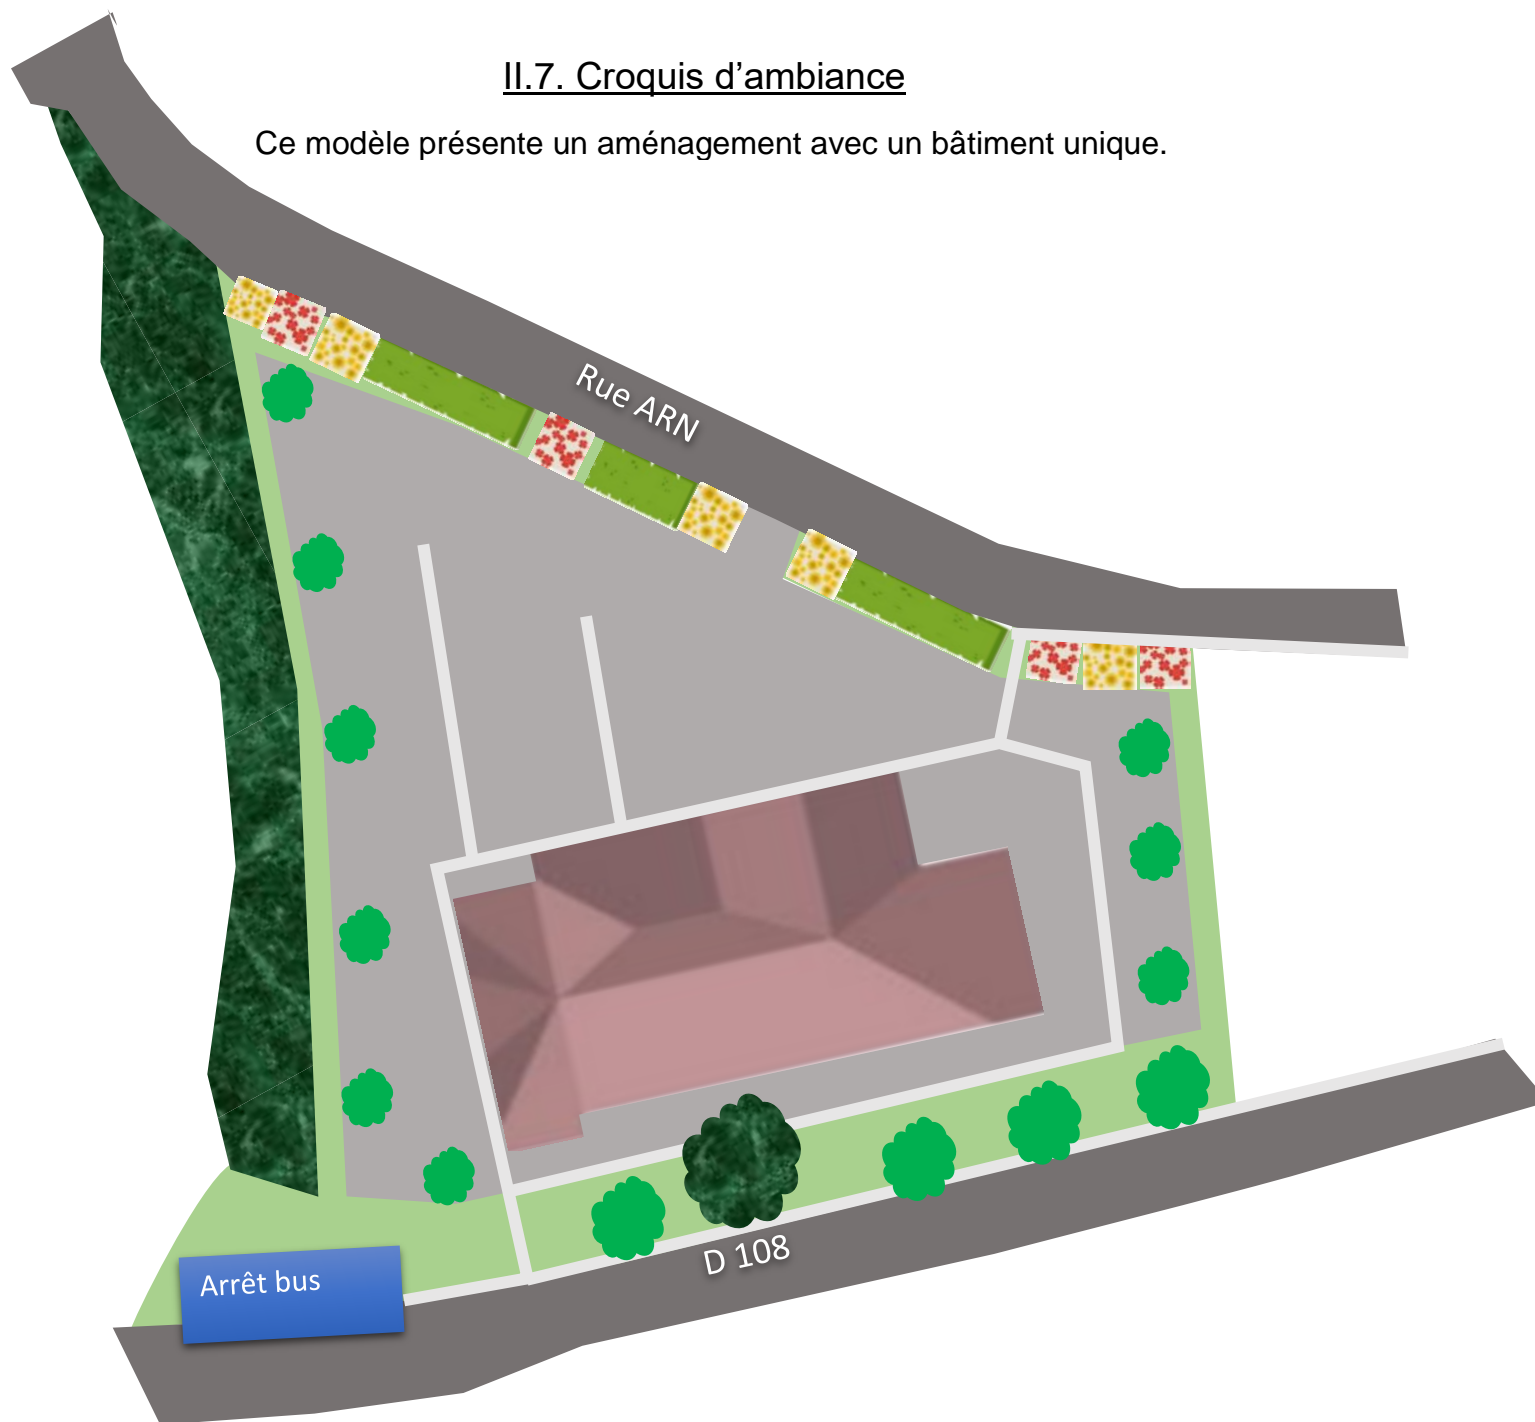 II.7. Croquis d’ambiance
Ce modèle présente un aménagement avec un bâtiment unique.
Rue ARN
D 108
Arrêt bus